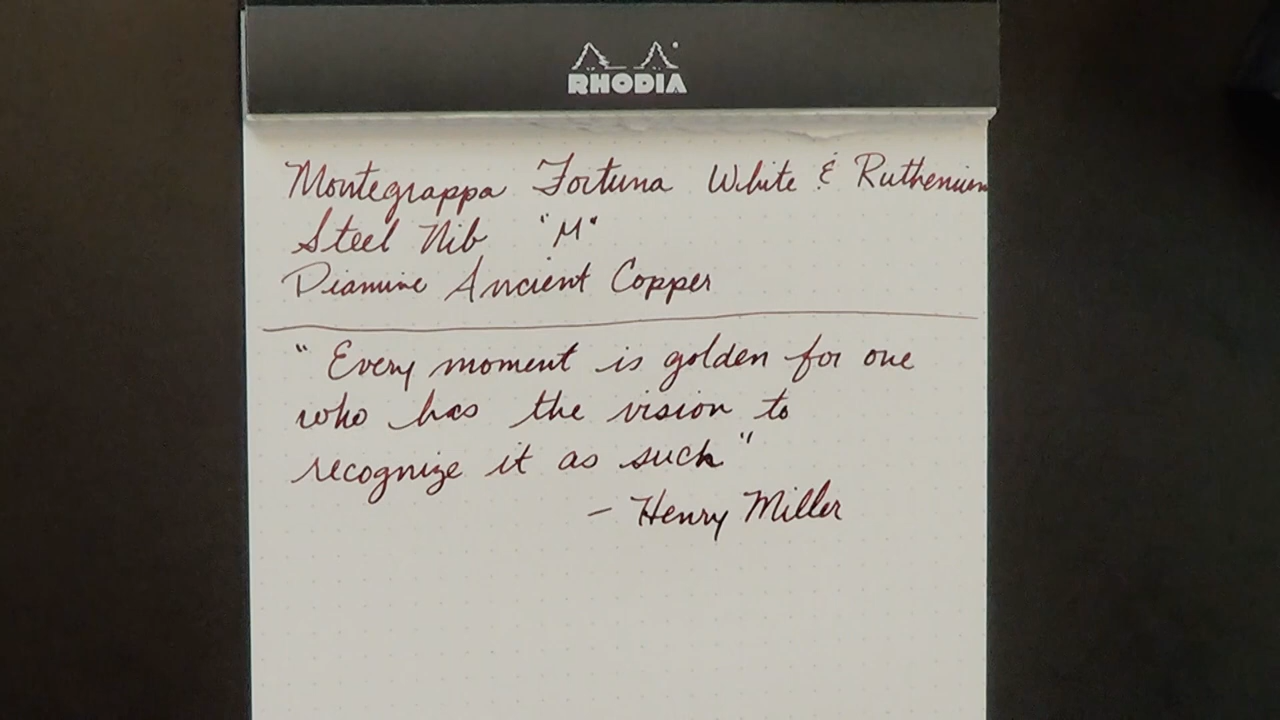 RHODIA
Montegrappa Fortuna White & Ruthenium
Steel Nib "M"
Diamine Ancient Copper
"Every moment is golden for one
who has the vision to
recognize it as such"
- Henry Miller